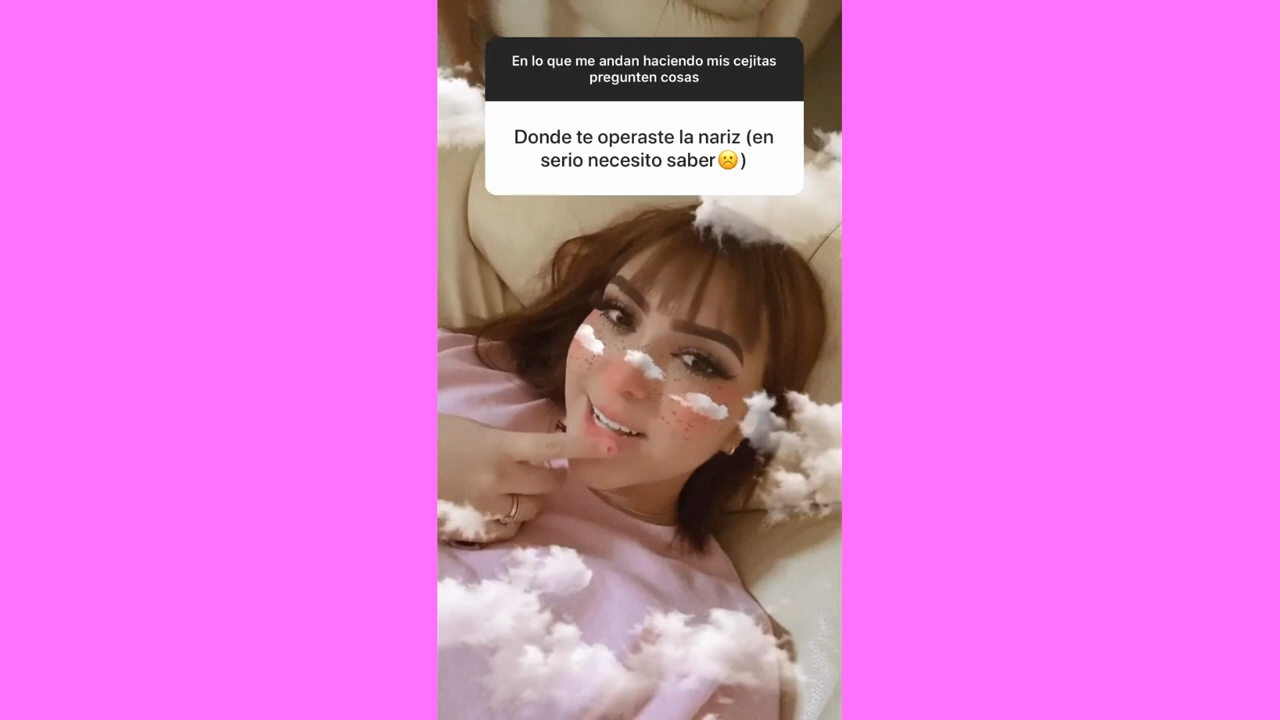 En lo que me andan haciendo mis cejitas
pregunten cosas
Donde te operaste la nariz (en
serio necesito saber☹️)